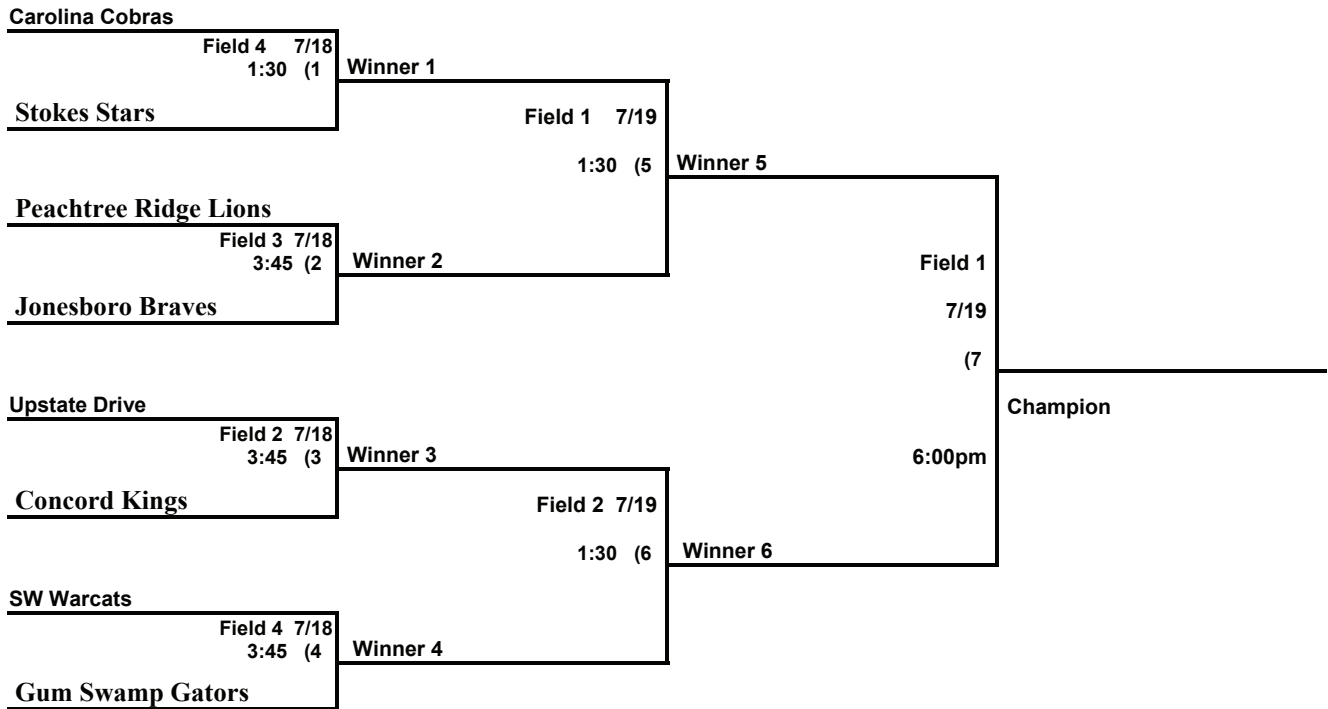 Carolina Cobras
Field 4 7/18
1:30 (1
Winner 1
Stokes Stars
Field 1 7/19
1:30 (5
Winner 5
Peachtree Ridge Lions
Field 3 7/18
3:45 (2
Winner 2
Jonesboro Braves
Field 1
7/19
(7
Champion
6:00pm
Upstate Drive
Field 2 7/18
3:45 (3
Winner 3
Concord Kings
Field 2 7/19
1:30 (6
Winner 6
SW Warcats
Field 4 7/18
3:45 (4
Winner 4
Gum Swamp Gators